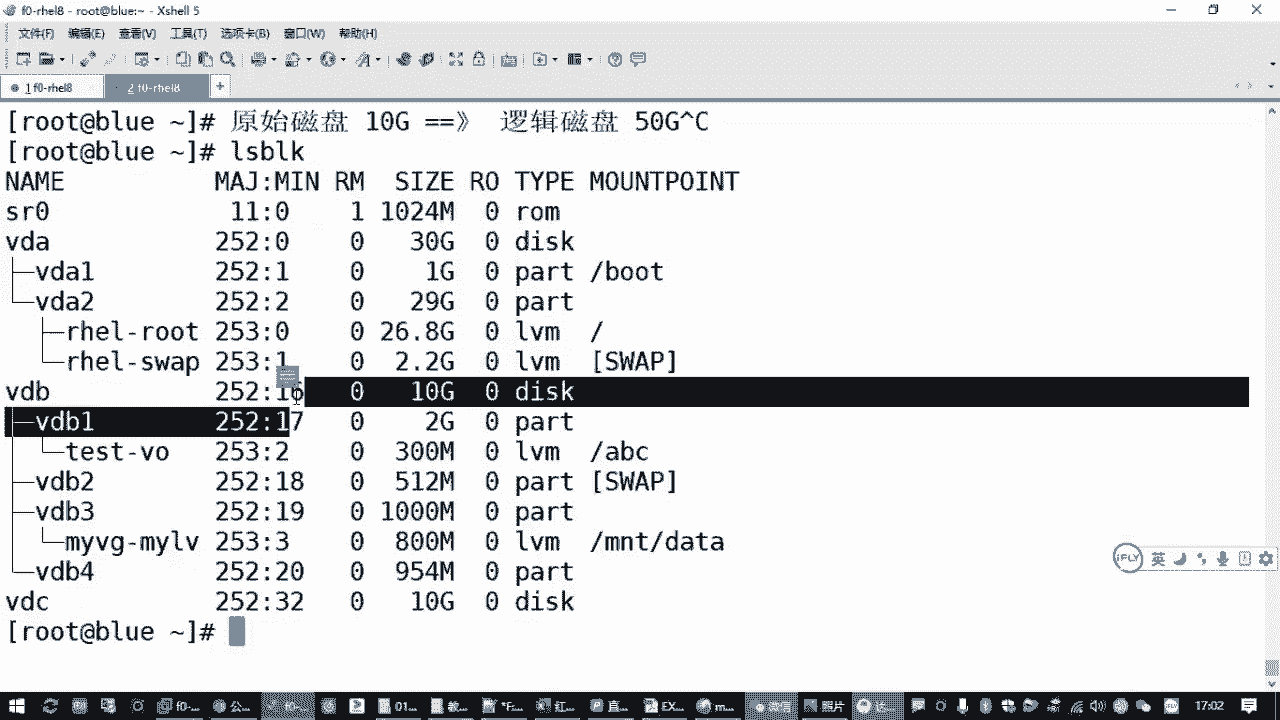 f0-rhel8 - root@blue:~ - Xshell 5
文件(F) 编辑(E) 查看(V) 工具(T) 选项卡(B) 窗口(W) 帮助(H)
1 f0-rhel8 2 f0-rhel8 +
[root@blue ~]# 原始磁盘 10G ==》 逻辑磁盘 50G^C
[root@blue ~]# lsblk
NAME MAJ:MIN RM SIZE RO TYPE MOUNTPOINT
sr0 11:0 1 1024M 0 rom
vda 252:0 0 30G 0 disk
├─vda1 252:1 0 1G 0 part /boot
└─vda2 252:2 0 29G 0 part
├─rhel-root 253:0 0 26.8G 0 lvm /
└─rhel-swap 253:1 0 2.2G 0 lvm [SWAP]
vdb 252:16 0 10G 0 disk
├─vdb1 252:17 0 2G 0 part
│ └─test-vo 253:2 0 300M 0 lvm /abc
├─vdb2 252:18 0 512M 0 part [SWAP]
├─vdb3 252:19 0 1000M 0 part
│ └─myvg-mylv 253:3 0 800M 0 lvm /mnt/data
└─vdb4 252:20 0 954M 0 part
vdc 252:32 0 10G 0 disk
[root@blue ~]#
iFLY 英
f0-... 公... 01... EX... m... 照片 17:02